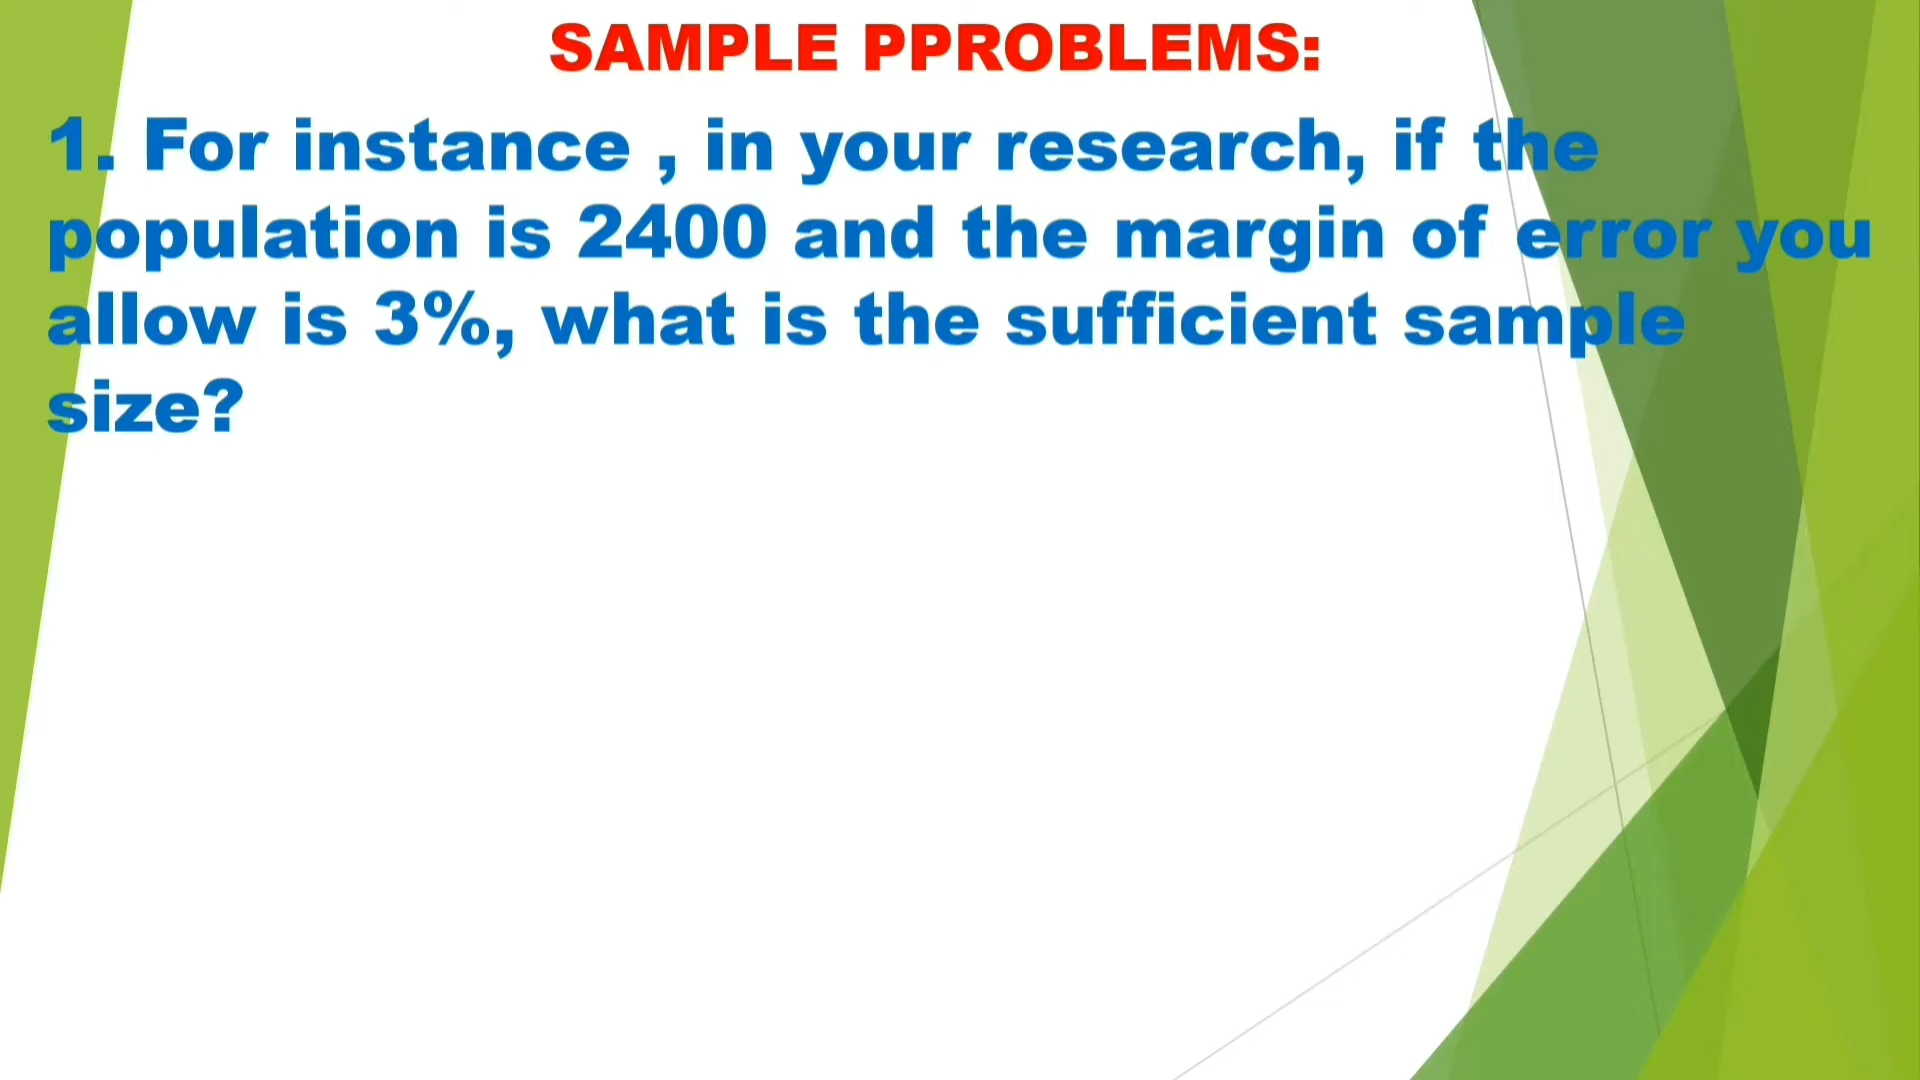 SAMPLE PPROBLEMS:
1. For instance , in your research, if the
population is 2400 and the margin of error you
allow is 3%, what is the sufficient sample
size?